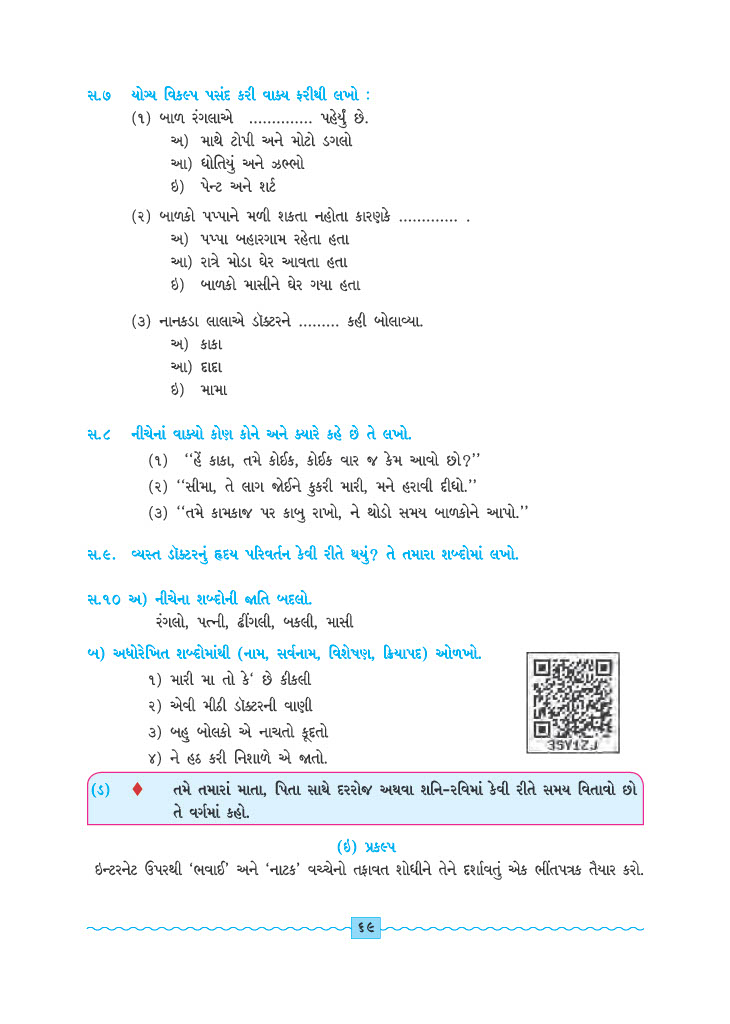 સ.૭ યોગ્ય વિકલ્પ પસંદ કરી વાક્ય ફરીથી લખો :
(૧) બાળ રંગલાએ .............. પહેર્યું છે.
અ) માથે ટોપી અને મોટો ડગલો
આ) ધોતિયું અને ઝભ્ભો
ઇ) પેન્ટ અને શર્ટ
(૨) બાળકો પપ્પાને મળી શકતા નહોતા કારણકે ............. .
અ) પપ્પા બહારગામ રહેતા હતા
આ) રાત્રે મોડા ઘેર આવતા હતા
ઇ) બાળકો માસીને ઘેર ગયા હતા
(૩) નાનકડા લાલાએ ડૉક્ટરને ......... કહી બોલાવ્યા.
અ) કાકા
આ) દાદા
ઇ) મામા
સ.૮ નીચેનાં વાક્યો કોણ કોને અને ક્યારે કહે છે તે લખો.
(૧) ‘‘હેં કાકા, તમે કોઈક, કોઈક વાર જ કેમ આવો છો?’’
(૨) ‘‘સીમા, તે લાગ જોઈને કુકરી મારી, મને હરાવી દીધો.’’
(૩) ‘‘તમે કામકાજ પર કાબુ રાખો, ને થોડો સમય બાળકોને આપો.’’
સ.૯. વ્યસ્ત ડૉક્ટરનું હૃદય પરિવર્તન કેવી રીતે થયું? તે તમારા શબ્દોમાં લખો.
સ.૧૦ અ) નીચેના શબ્દોની જાતિ બદલો.
રંગલો, પત્ની, ઢીંગલી, બકલી, માસી
બ) અધોરેખિત શબ્દોમાંથી (નામ, સર્વનામ, વિશેષણ, ક્રિયાપદ) ઓળખો.
૧) મારી મા તો કે‘ છે કીકલી
૨) એવી મીઠી ડૉક્ટરની વાણી
૩) બહુ બોલકો એ નાચતો કૂદતો
૪) ને હઠ કરી નિશાળે એ જાતો.
3SY1ZJ
(ડ) ♦ તમે તમારાં માતા, પિતા સાથે દરરોજ અથવા શનિ-રવિમાં કેવી રીતે સમય વિતાવો છો
તે વર્ગમાં કહો.
(ઇ) પ્રકલ્પ
ઇન્ટરનેટ ઉપરથી ‘ભવાઈ’ અને ‘નાટક’ વચ્ચેનો તફાવત શોધીને તેને દર્શાવતું એક ભીંતપત્રક તૈયાર કરો.
૬૯